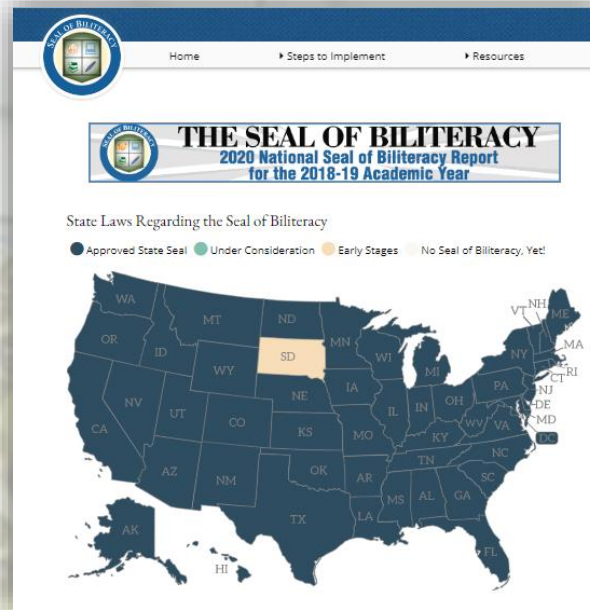 SEAL OF BILITERACY
Home
Steps to Implement
Resources
THE SEAL OF BILITERACY
2020 National Seal of Biliteracy Report
for the 2018-19 Academic Year
State Laws Regarding the Seal of Biliteracy
Approved State Seal
Under Consideration
Early Stages
No Seal of Biliteracy, Yet!
WA
MT
ND
MN
VT
NH
ME
OR
ID
WY
SD
WI
MI
NY
MA
RI
CT
NV
UT
CO
NE
IA
IL
IN
OH
PA
NJ
DE
MD
DC
CA
KS
MO
KY
WV
VA
AZ
NM
OK
AR
TN
NC
SC
TX
LA
MS
AL
GA
FL
AK
HI